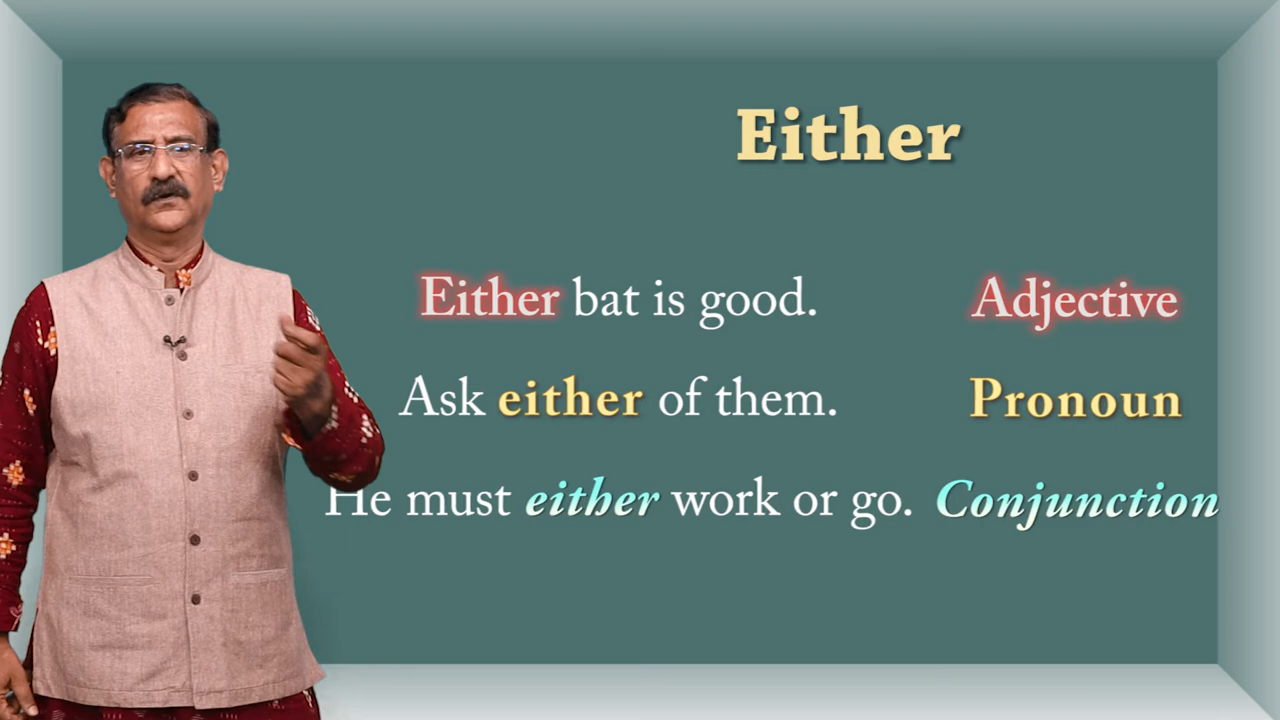 Either
Either bat is good. Adjective
Ask either of them. Pronoun
He must either work or go. Conjunction